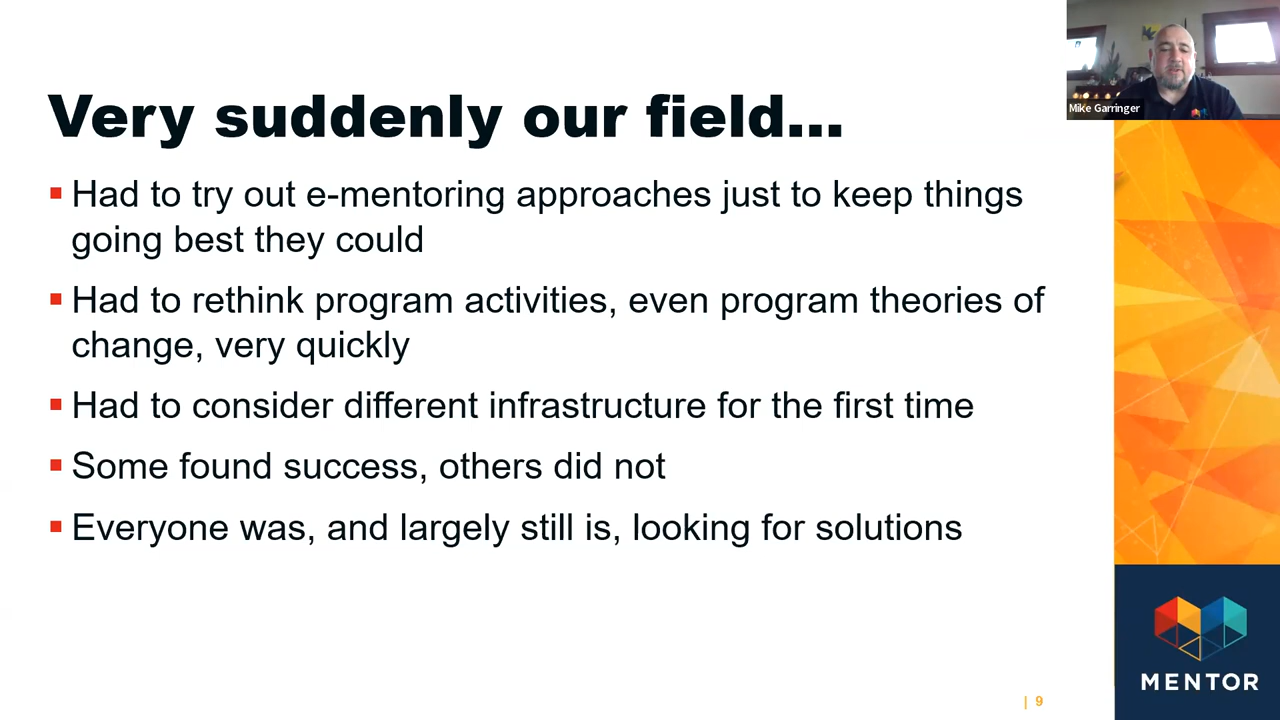 Mike Garringer
Very suddenly our field...
Had to try out e-mentoring approaches just to keep things
going best they could
Had to rethink program activities, even program theories of
change, very quickly
Had to consider different infrastructure for the first time
Some found success, others did not
Everyone was, and largely still is, looking for solutions
MENTOR
| 9